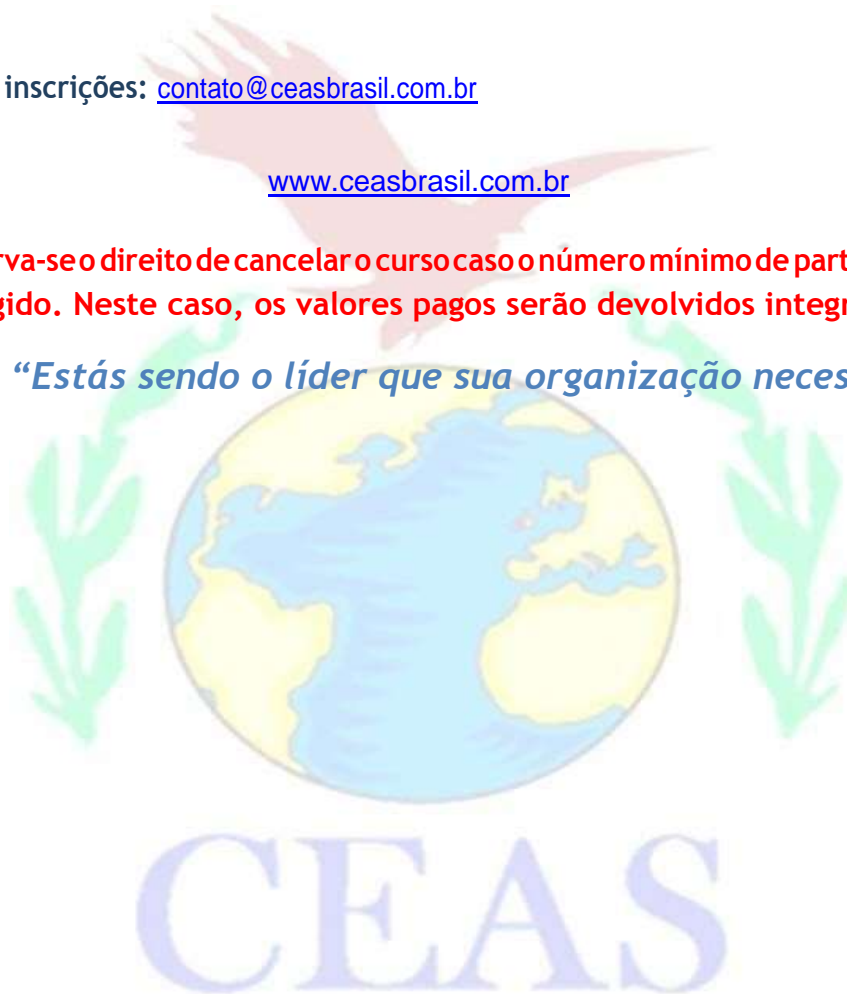 inscrições: contato@ceasbrasil.com.br
www.ceasbrasil.com.br
rva-se o direito de cancelar o curso caso o número mínimo de part
gido. Neste caso, os valores pagos serão devolvidos integr
“Estás sendo o líder que sua organização neces
CEAS